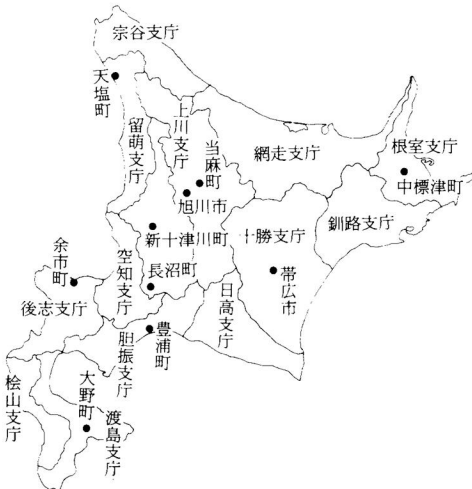 宗谷支庁
天塩町
留萌支庁
上川支庁
当麻町
旭川市
網走支庁
根室支庁
中標津町
釧路支庁
十勝支庁
帯広市
新十津川町
長沼町
空知支庁
余市町
後志支庁
胆振支庁
豊浦町
日高支庁
大野町
渡島支庁
桧山支庁